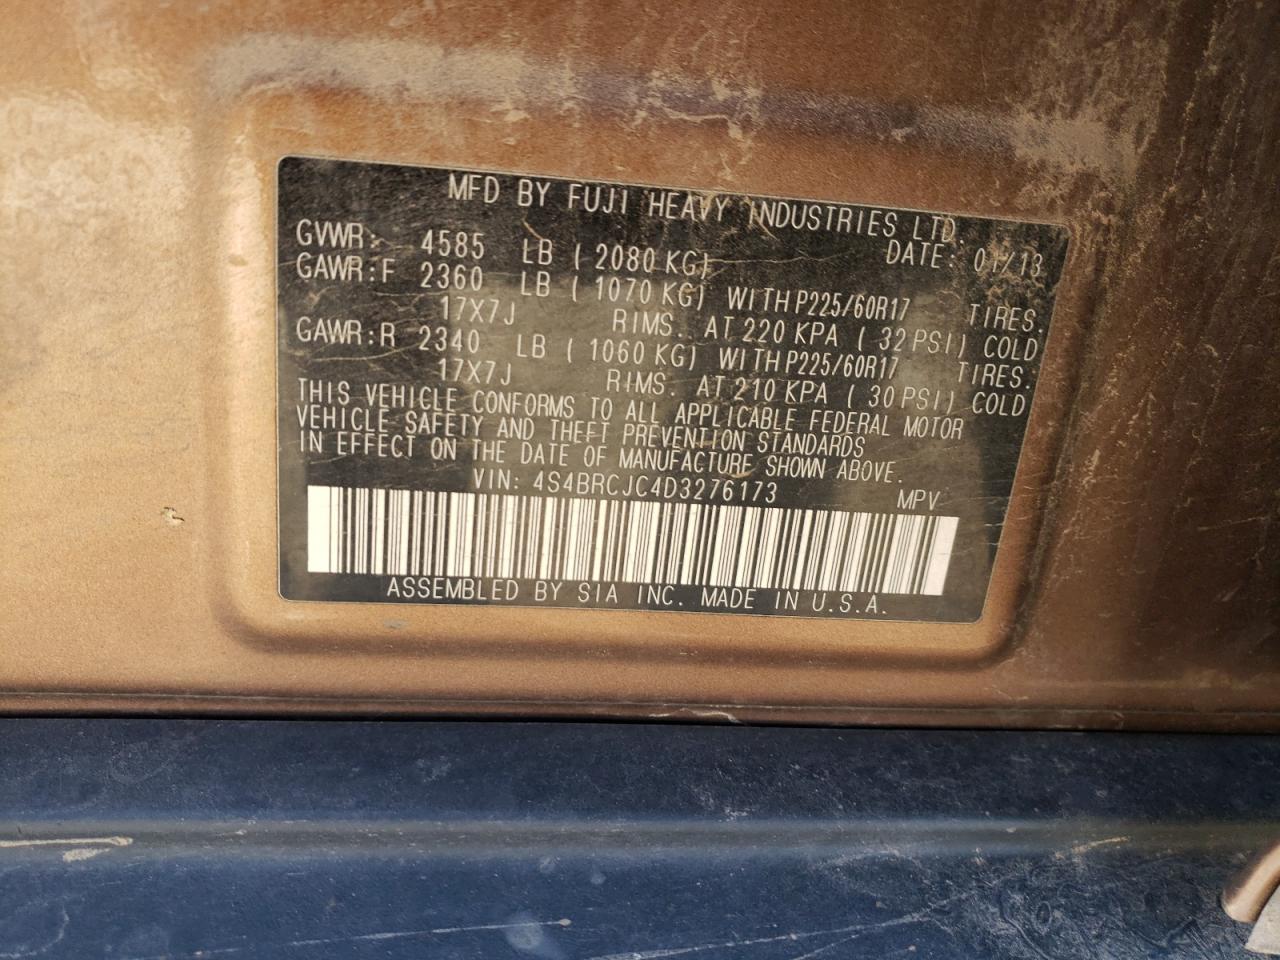 MFD BY FUJI HEAVY INDUSTRIES LTD.
DATE: 01/13
GVWR: 4585 LB (2080 KG)
GAWR:F 2360 LB (1070 KG) WITH P225/60R17 TIRES.
17X7J RIMS. AT 220 KPA (32 PSI) COLD
GAWR:R 2340 LB (1060 KG) WITH P225/60R17 TIRES.
17X7J RIMS. AT 210 KPA (30 PSI) COLD
THIS VEHICLE CONFORMS TO ALL APPLICABLE FEDERAL MOTOR
VEHICLE SAFETY AND THEFT PREVENTION STANDARDS
IN EFFECT ON THE DATE OF MANUFACTURE SHOWN ABOVE.
VIN: 4S4BRCJC4D3276173 MPV
ASSEMBLED BY SIA INC. MADE IN U.S.A.